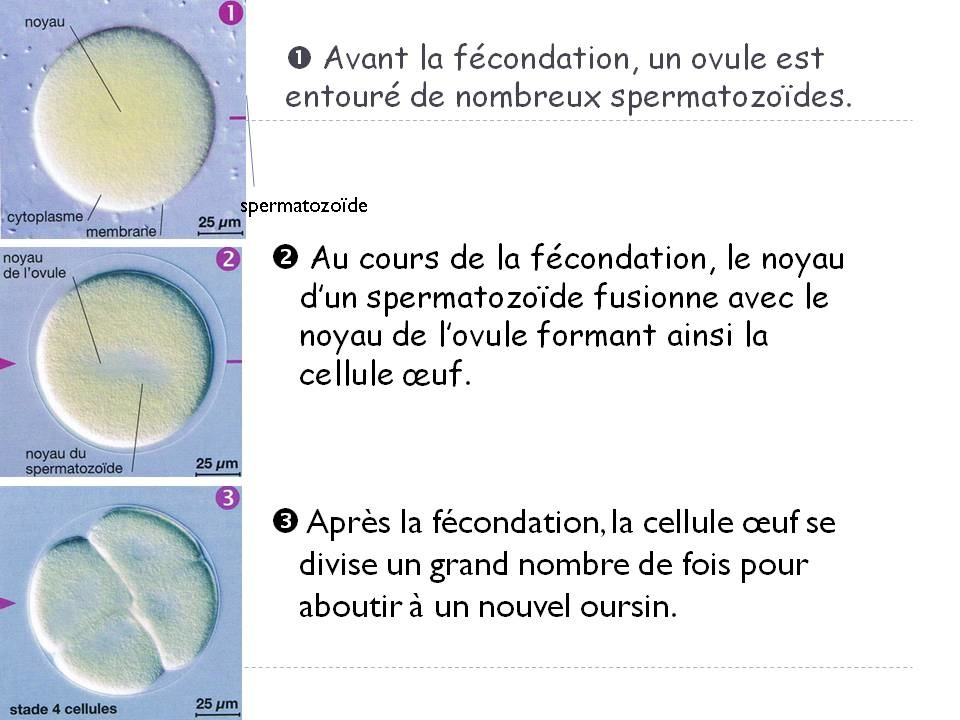 noyau
❶
❶ Avant la fécondation, un ovule est
entouré de nombreux spermatozoïdes.
cytoplasme
membrane
25 µm
spermatozoïde
noyau
de l'ovule
❷
❷ Au cours de la fécondation, le noyau
d'un spermatozoïde fusionne avec le
noyau de l'ovule formant ainsi la
cellule œuf.
noyau du
spermatozoïde
25 µm
❸
❸ Après la fécondation, la cellule œuf se
divise un grand nombre de fois pour
aboutir à un nouvel oursin.
stade 4 cellules
25 µm